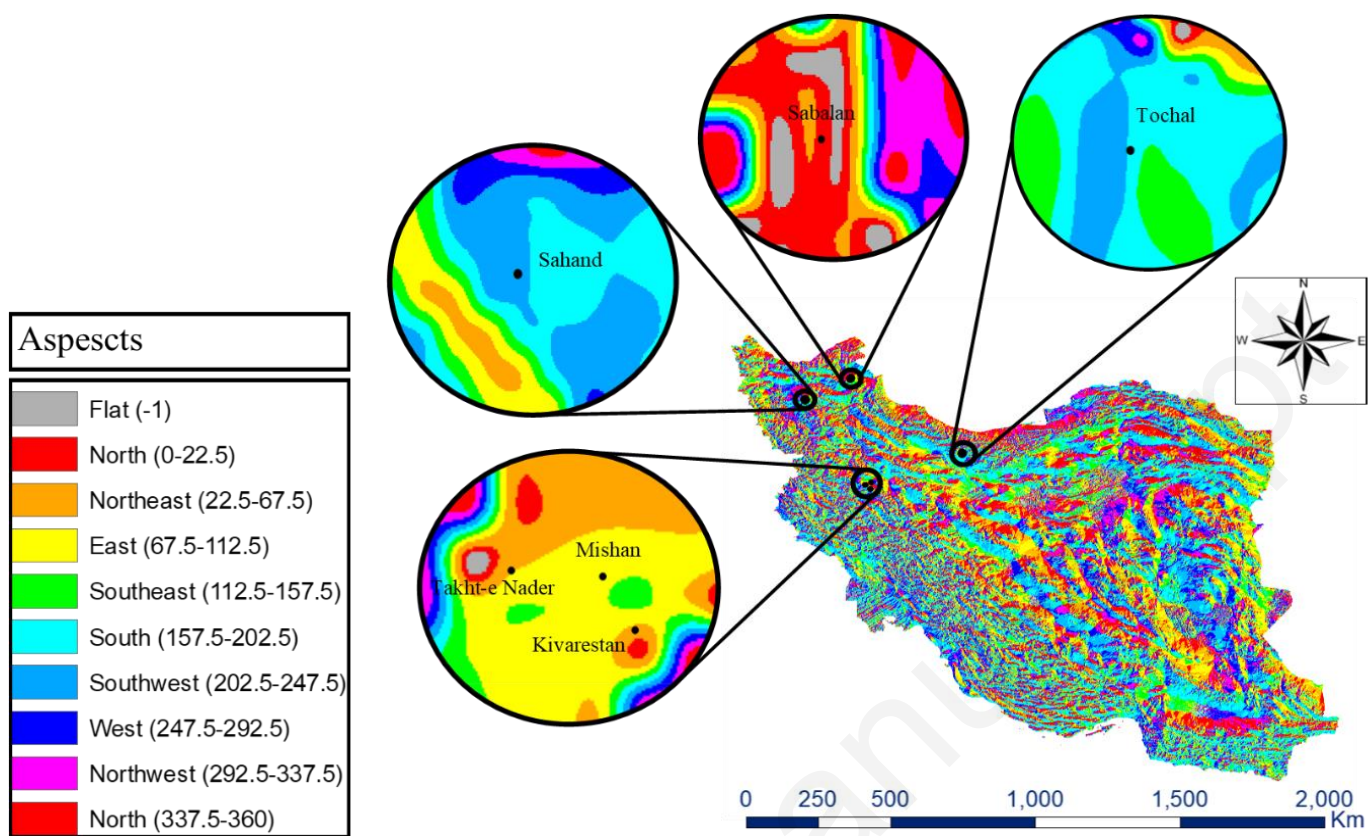 Sabalan
Tochal
Sahand
Mishan
Takht-e Nader
Kivarestan
N
W
E
S
Aspescts
Flat (-1)
North (0-22.5)
Northeast (22.5-67.5)
East (67.5-112.5)
Southeast (112.5-157.5)
South (157.5-202.5)
Southwest (202.5-247.5)
West (247.5-292.5)
Northwest (292.5-337.5)
North (337.5-360)
0 250 500 1,000 1,500 2,000
Km